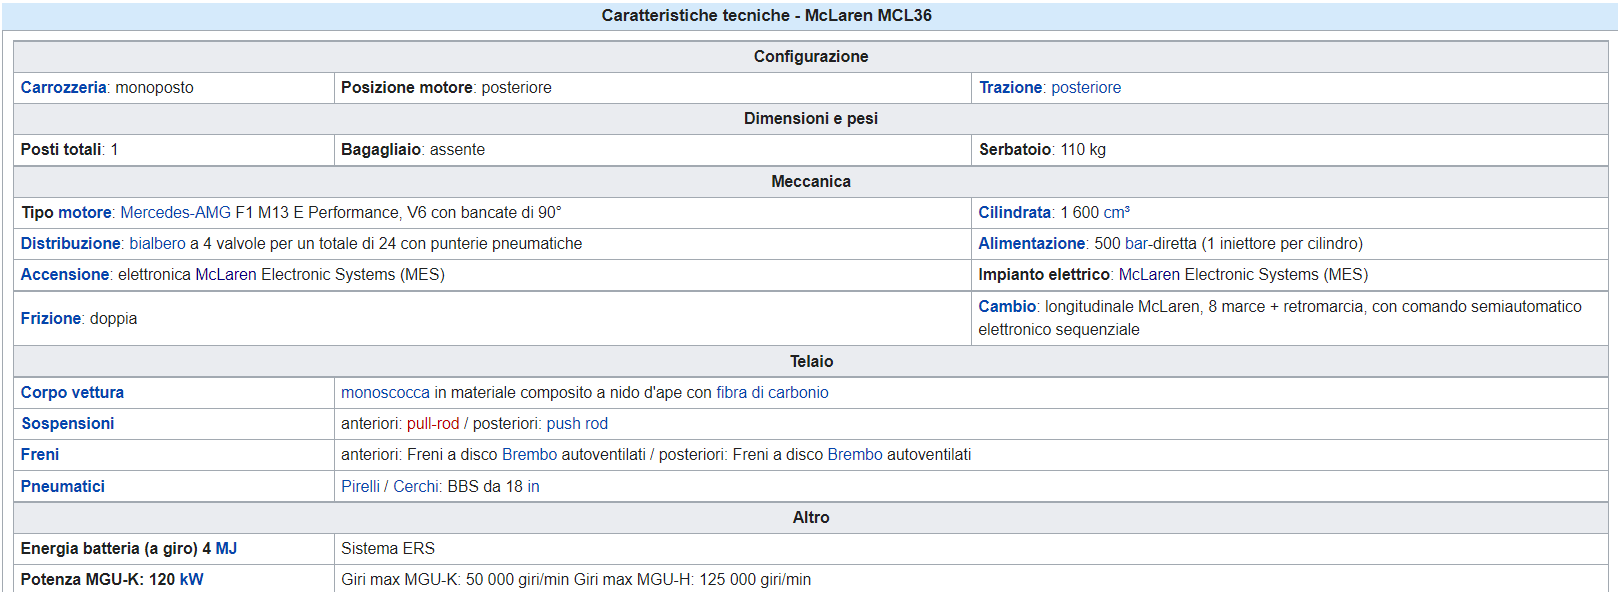 Caratteristiche tecniche - McLaren MCL36
Configurazione
Carrozzeria: monoposto
Posizione motore: posteriore
Trazione: posteriore
Dimensioni e pesi
Posti totali: 1
Bagagliaio: assente
Serbatoio: 110 kg
Meccanica
Tipo motore: Mercedes-AMG F1 M13 E Performance, V6 con bancate di 90°
Cilindrata: 1 600 cm³
Distribuzione: bialbero a 4 valvole per un totale di 24 con punterie pneumatiche
Alimentazione: 500 bar-diretta (1 iniettore per cilindro)
Accensione: elettronica McLaren Electronic Systems (MES)
Impianto elettrico: McLaren Electronic Systems (MES)
Frizione: doppia
Cambio: longitudinale McLaren, 8 marce + retromarcia, con comando semiautomatico
elettronico sequenziale
Telaio
Corpo vettura
monoscocca in materiale composito a nido d'ape con fibra di carbonio
Sospensioni
anteriori: pull-rod / posteriori: push rod
Freni
anteriori: Freni a disco Brembo autoventilati / posteriori: Freni a disco Brembo autoventilati
Pneumatici
Pirelli / Cerchi: BBS da 18 in
Altro
Energia batteria (a giro) 4 MJ
Sistema ERS
Potenza MGU-K: 120 kW
Giri max MGU-K: 50 000 giri/min Giri max MGU-H: 125 000 giri/min